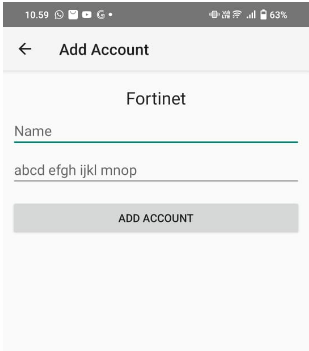 10.59 63%
Add Account
Fortinet
Name
abcd efgh ijkl mnop
ADD ACCOUNT